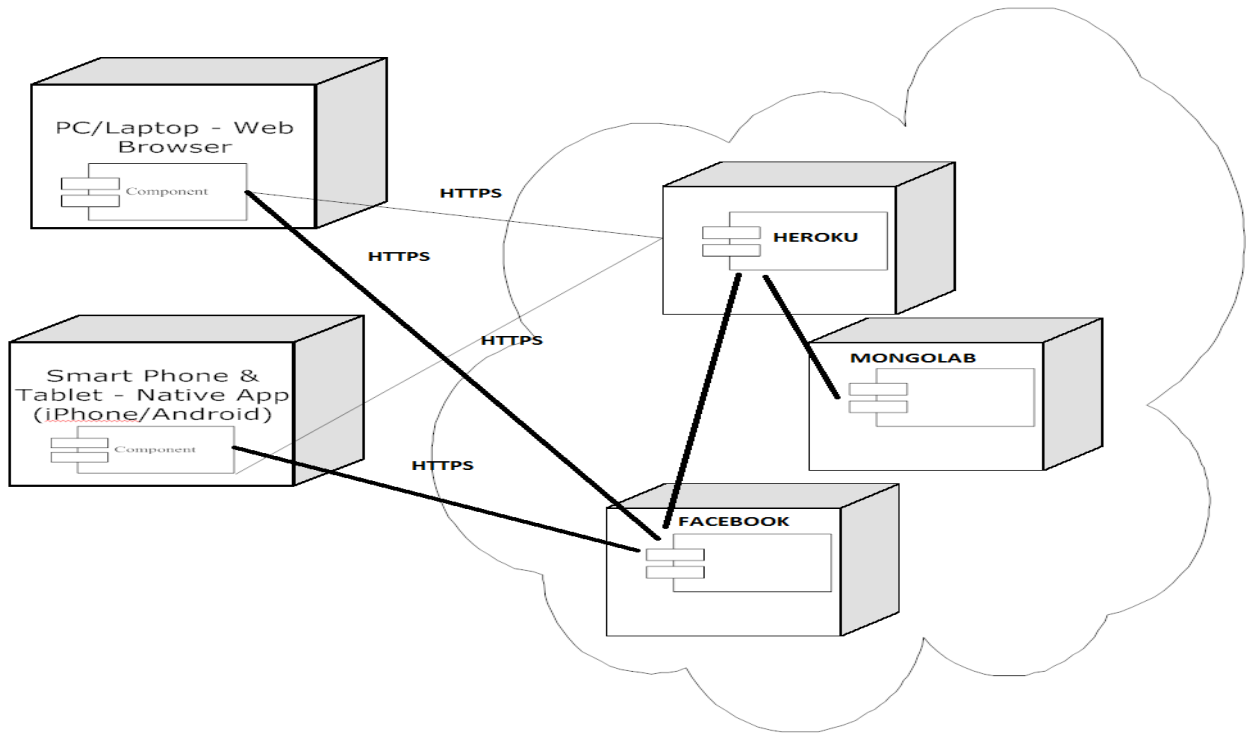 PC/Laptop - Web
Browser
Component
HTTPS
HTTPS
HEROKU
Smart Phone &
Tablet - Native App
(iPhone/Android)
Component
HTTPS
HTTPS
MONGOLAB
FACEBOOK